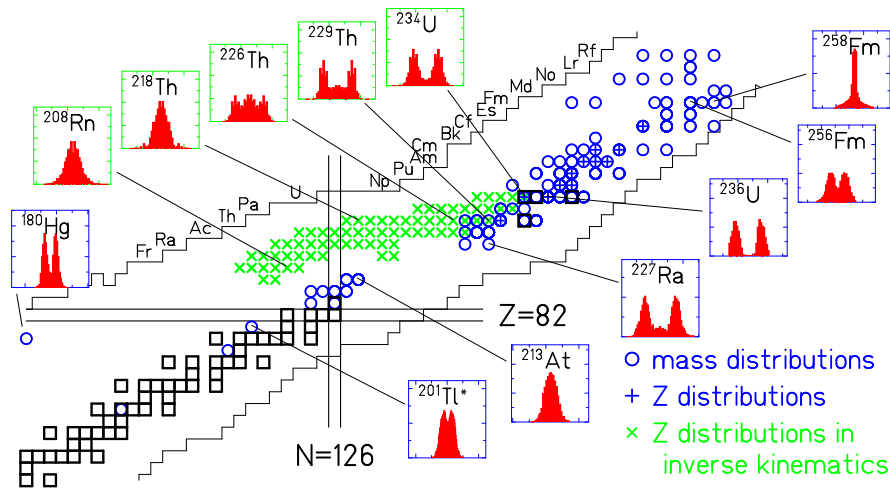 ²²⁹Th
²³⁴U
²²⁶Th
²¹⁸Th
²⁰⁸Rn
¹⁸⁰Hg
²⁵⁸Fm
²⁵⁶Fm
²³⁶U
²²⁷Ra
²¹³At
²⁰¹Tl*
Rf
Lr
No
Md
Fm
Es
Cf
Bk
Cm
Am
Pu
Np
U
Pa
Th
Ac
Ra
Fr
Z=82
N=126
mass distributions
+ Z distributions
× Z distributions in
inverse kinematics